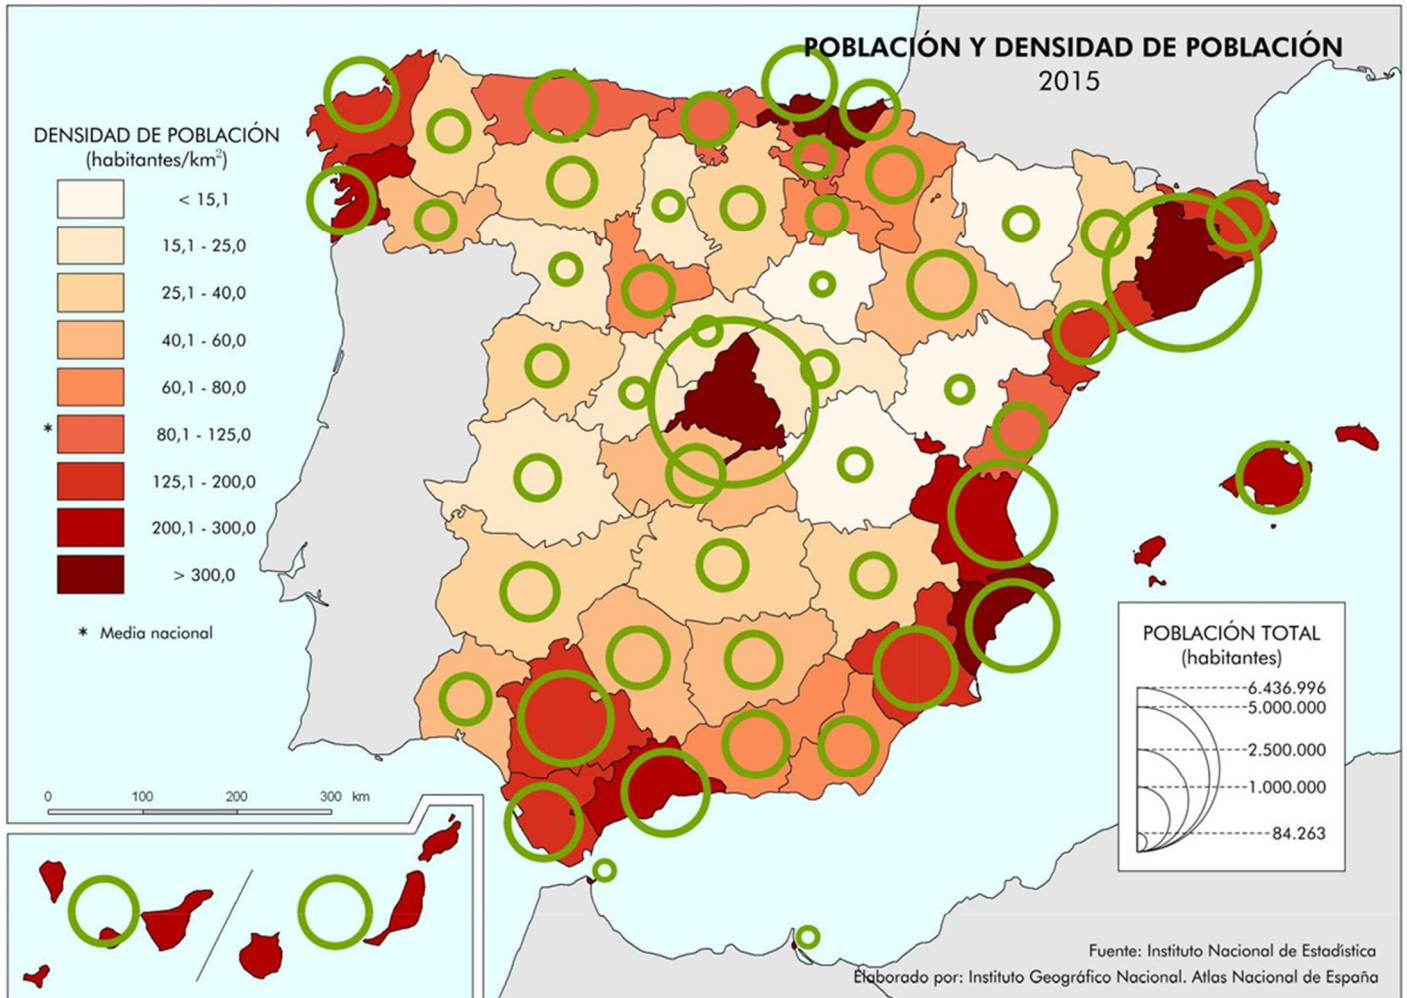 POBLACIÓN Y DENSIDAD DE POBLACIÓN
2015
DENSIDAD DE POBLACIÓN
(habitantes/km²)
< 15,1
15,1 - 25,0
25,1 - 40,0
40,1 - 60,0
60,1 - 80,0
* 80,1 - 125,0
125,1 - 200,0
200,1 - 300,0
> 300,0
* Media nacional
POBLACIÓN TOTAL
(habitantes)
6.436.996
5.000.000
2.500.000
1.000.000
84.263
0 100 200 300 km
Fuente: Instituto Nacional de Estadística
Elaborado por: Instituto Geográfico Nacional. Atlas Nacional de España